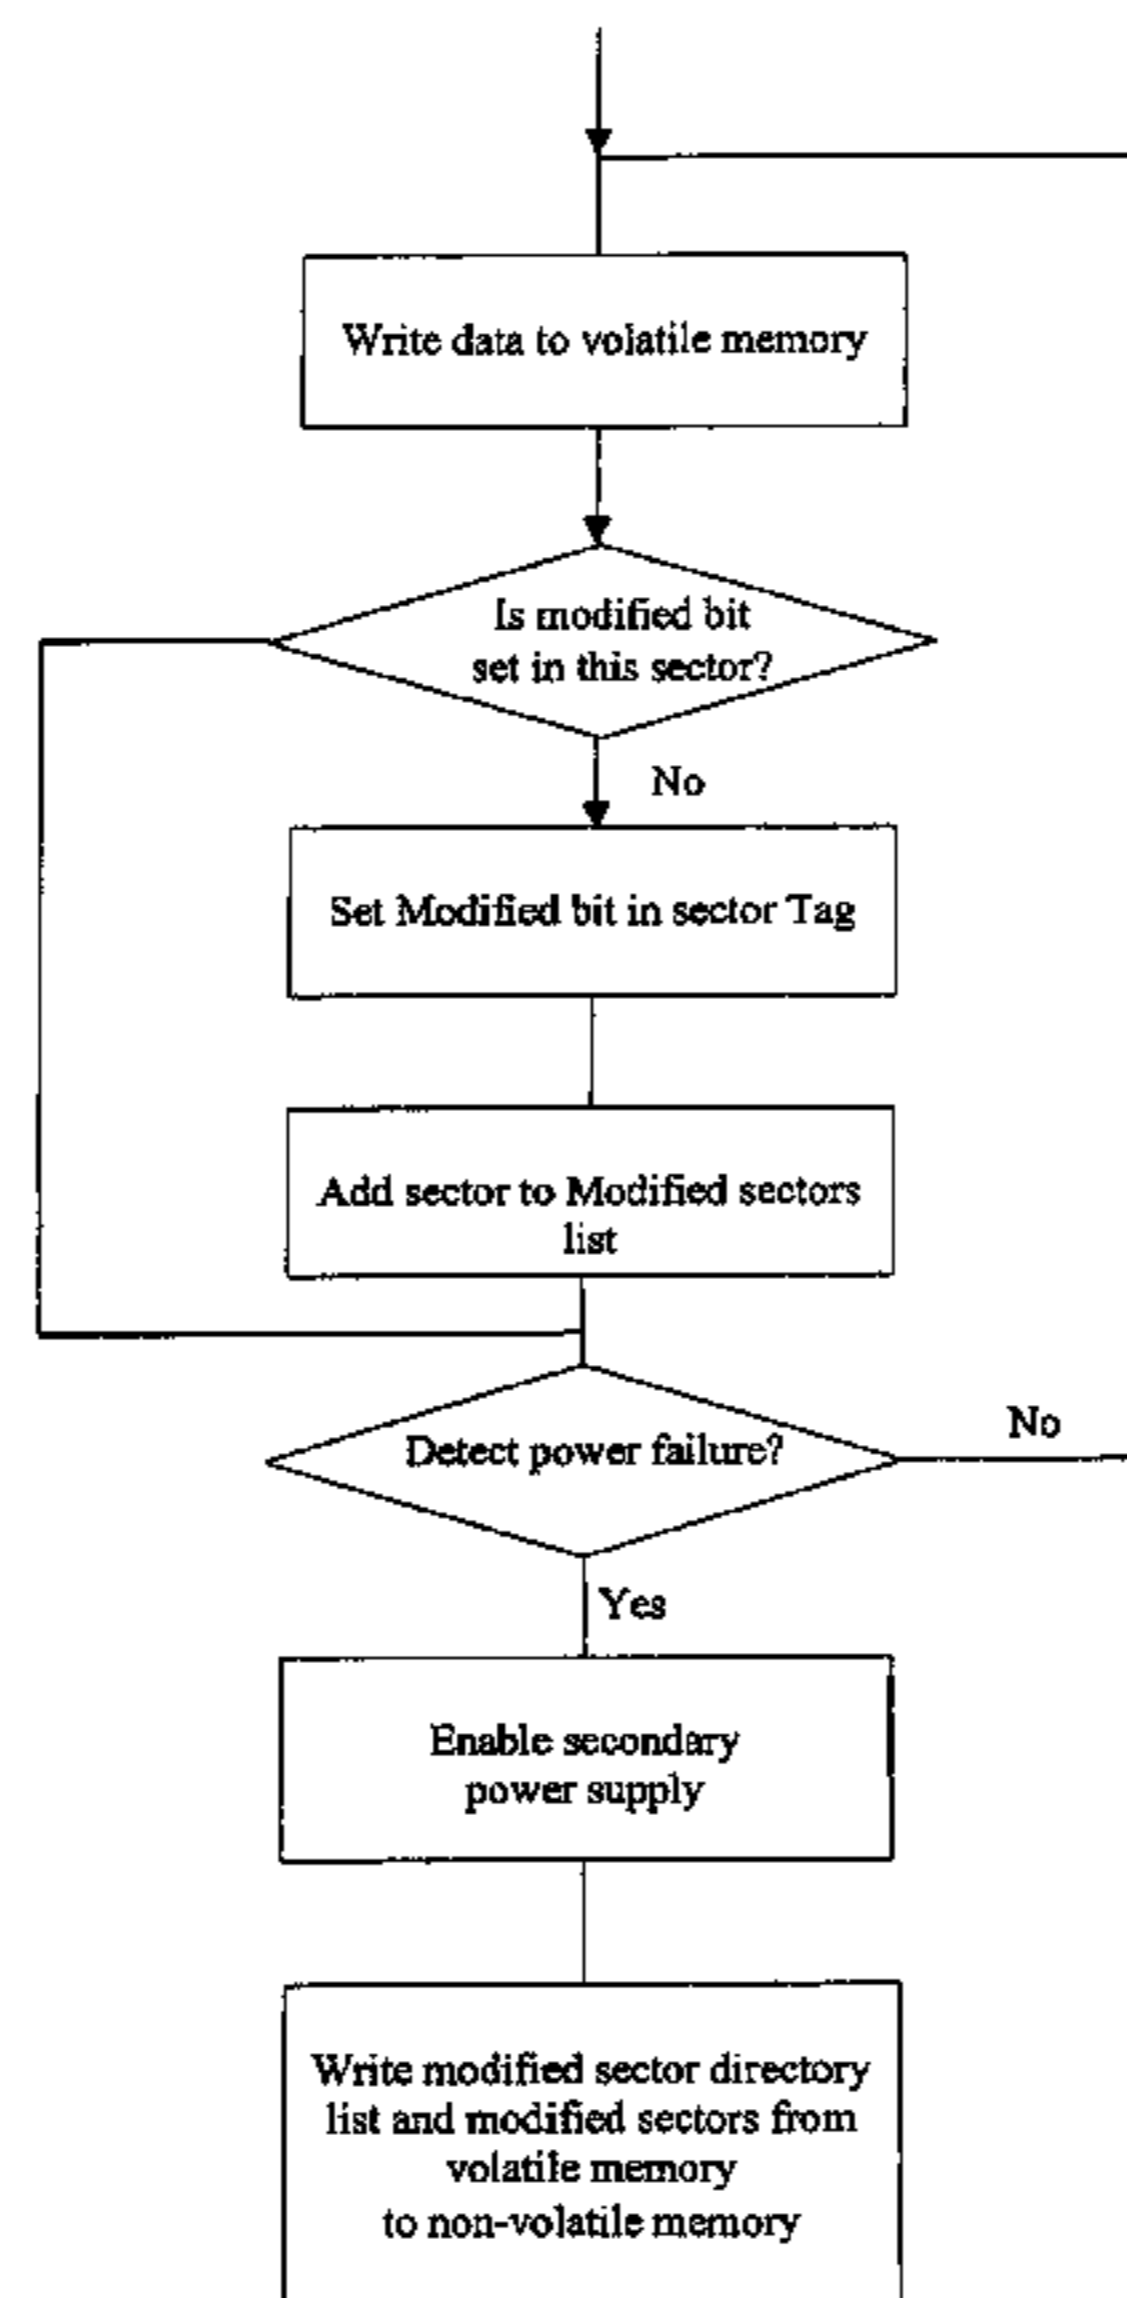 Write data to volatile memory
Is modified bit
set in this sector?
No
Set Modified bit in sector Tag
Add sector to Modified sectors
list
Detect power failure?
No
Yes
Enable secondary
power supply
Write modified sector directory
list and modified sectors from
volatile memory
to non-volatile memory